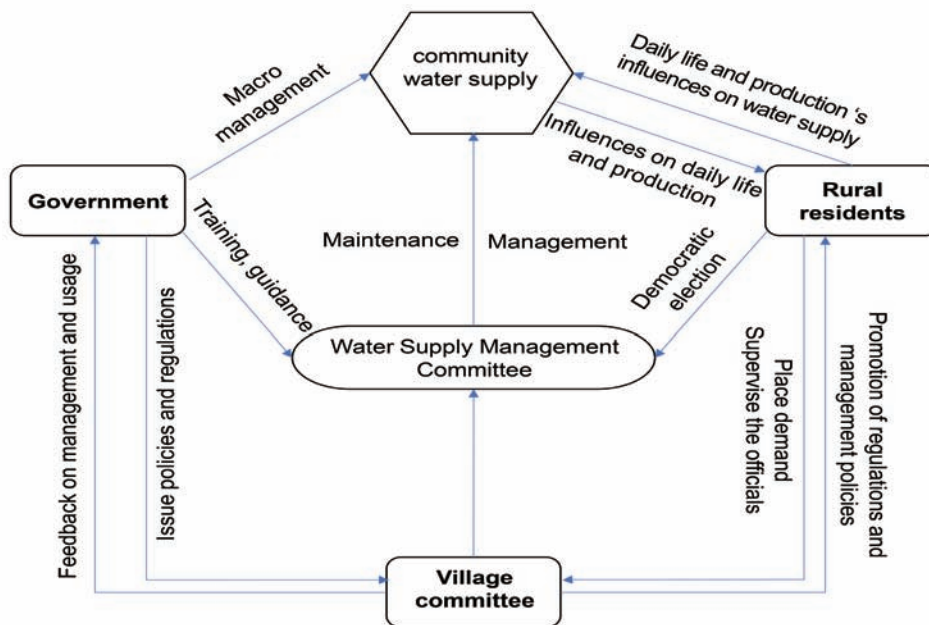 community
water supply
Macro
management
Daily life and production 's
influences on water supply
Influences on daily life
and production
Government
Rural
residents
Training, guidance
Maintenance
Management
Democratic
election
Water Supply Management
Committee
Feedback on management and usage
Issue policies and regulations
Place demand
Supervise the officials
Promotion of regulations and
management policies
Village
committee